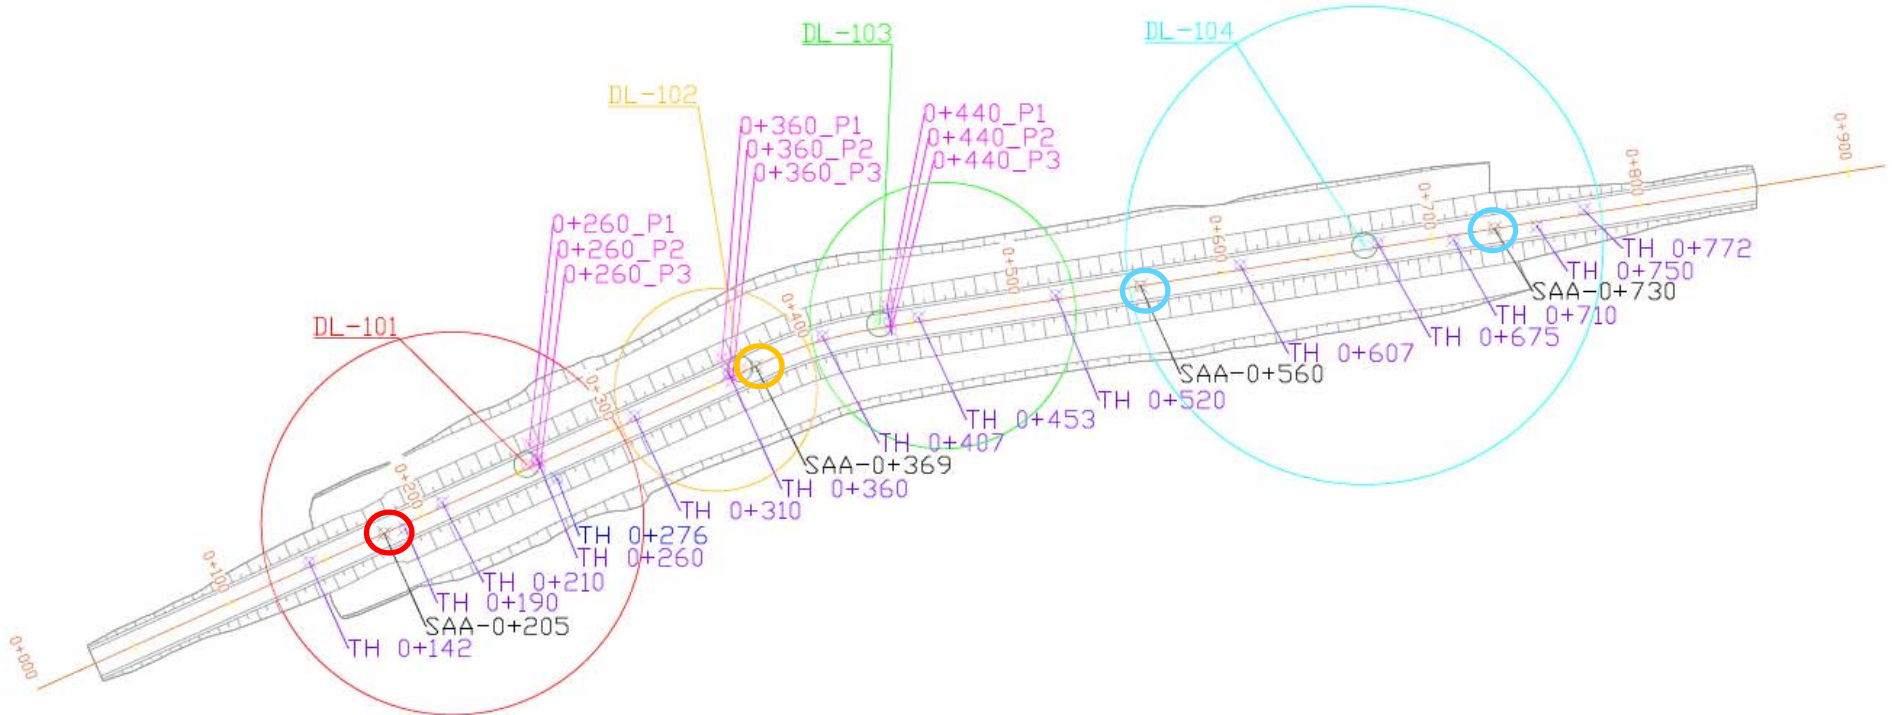 DL-103
DL-104
DL-102
0+360_P1
0+360_P2
0+360_P3
0+440_P1
0+440_P2
0+440_P3
0+900
0+800
0+700
0+600
0+500
0+400
0+300
0+200
0+100
0+000
0+260_P1
0+260_P2
0+260_P3
DL-101
TH 0+772
TH 0+750
SAA-0+730
TH 0+710
TH 0+675
TH 0+607
SAA-0+560
TH 0+520
TH 0+453
TH 0+407
SAA-0+369
TH 0+360
TH 0+310
TH 0+276
TH 0+260
TH 0+210
TH 0+190
SAA-0+205
TH 0+142